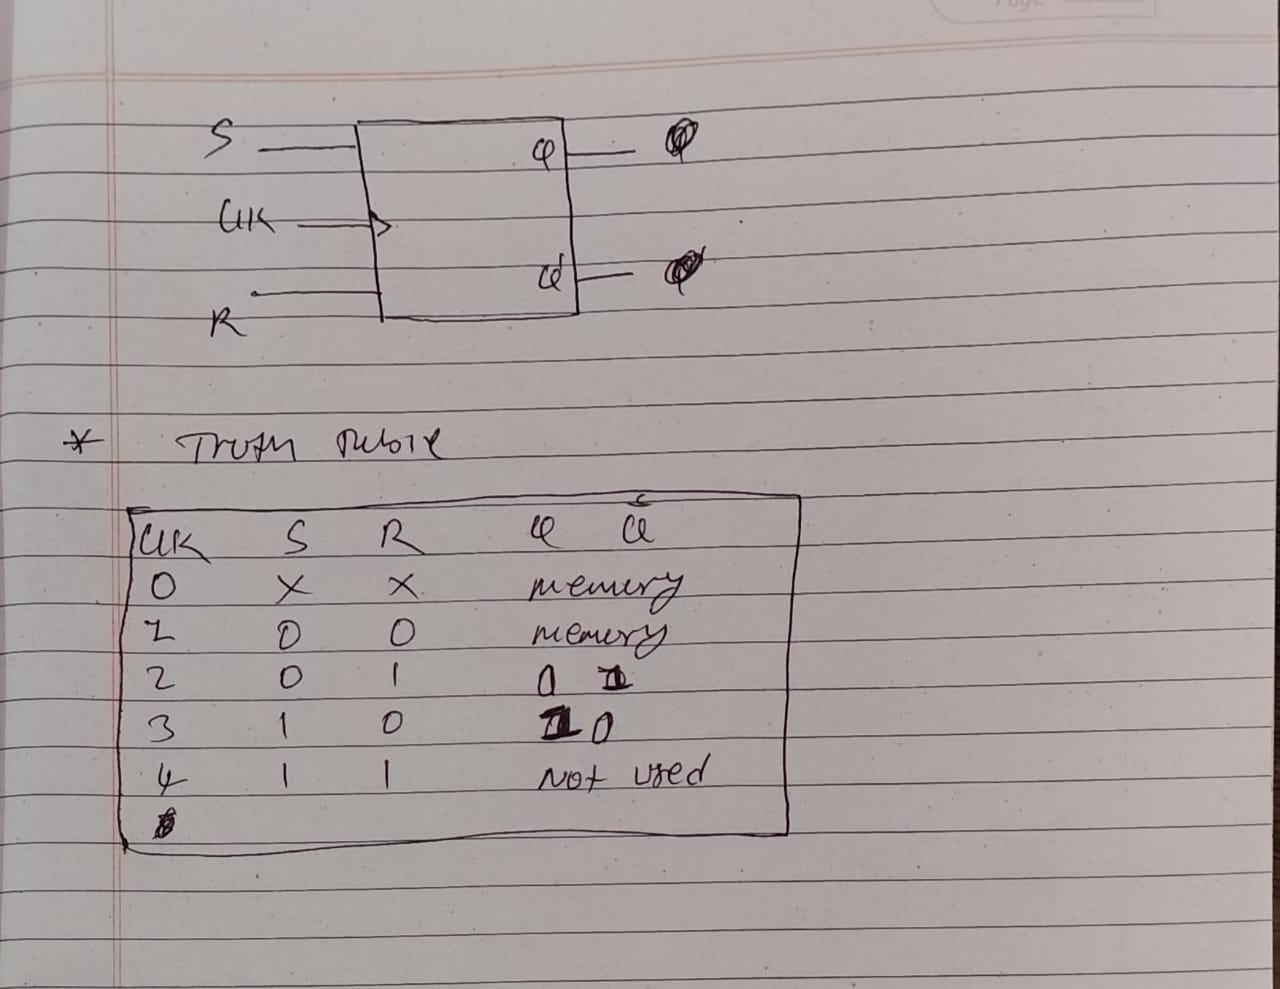 Page
S
Q
CLK
Q'
R
* Truth Table
CLK S R Q Q̄
0 X X memory
1 0 0 memory
2 0 1 0 1
3 1 0 1 0
4 1 1 Not used